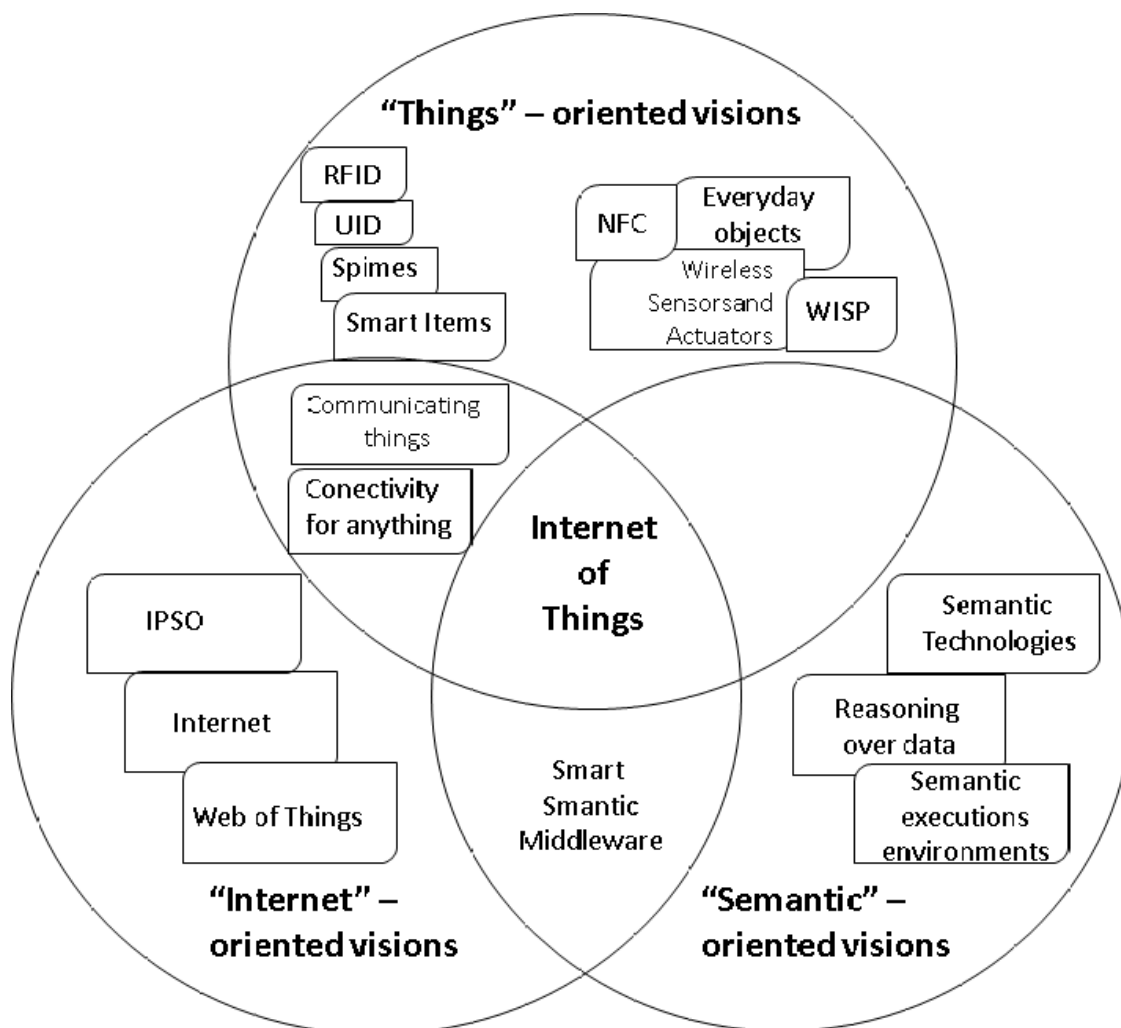 “Things” – oriented visions
RFID
UID
Spimes
Smart Items
NFC
Everyday
objects
Wireless
Sensorsand
Actuators
WISP
Communicating
things
Conectivity
for anything
Internet
of
Things
IPSO
Internet
Web of Things
“Internet” –
oriented visions
Smart
Smantic
Middleware
Semantic
Technologies
Reasoning
over data
Semantic
executions
environments
“Semantic” –
oriented visions